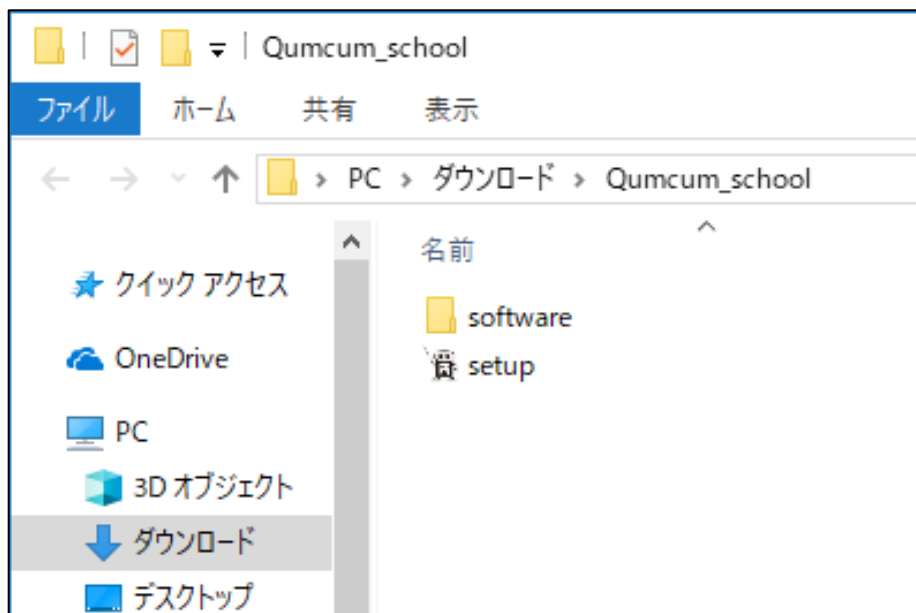 Qumcum_school
ファイル ホーム 共有 表示
PC ダウンロード Qumcum_school
クイック アクセス
OneDrive
PC
3D オブジェクト
ダウンロード
デスクトップ
名前
software
setup